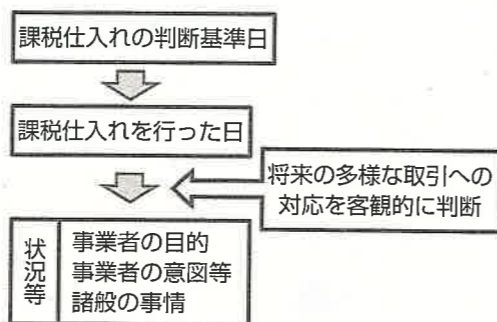 課税仕入れの判断基準日
課税仕入れを行った日
将来の多様な取引への
対応を客観的に判断
状況等
事業者の目的
事業者の意図等
諸般の事情